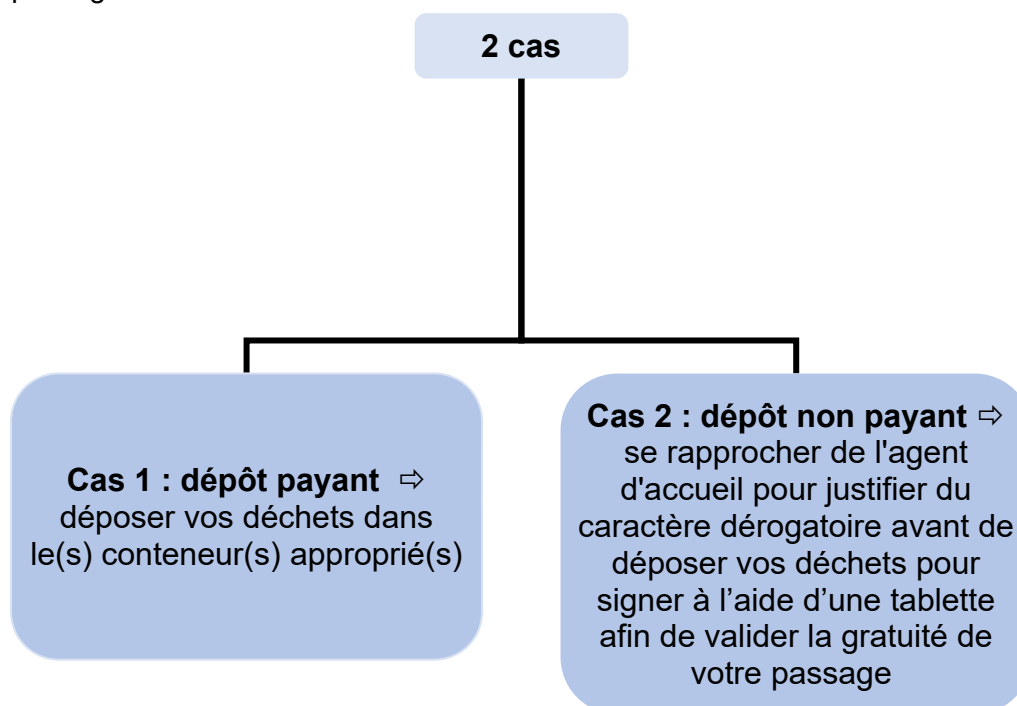 2 cas
Cas 1 : dépôt payant ⇨
déposer vos déchets dans
le(s) conteneur(s) approprié(s)
Cas 2 : dépôt non payant ⇨
se rapprocher de l'agent
d'accueil pour justifier du
caractère dérogatoire avant de
déposer vos déchets pour
signer à l’aide d’une tablette
afin de valider la gratuité de
votre passage